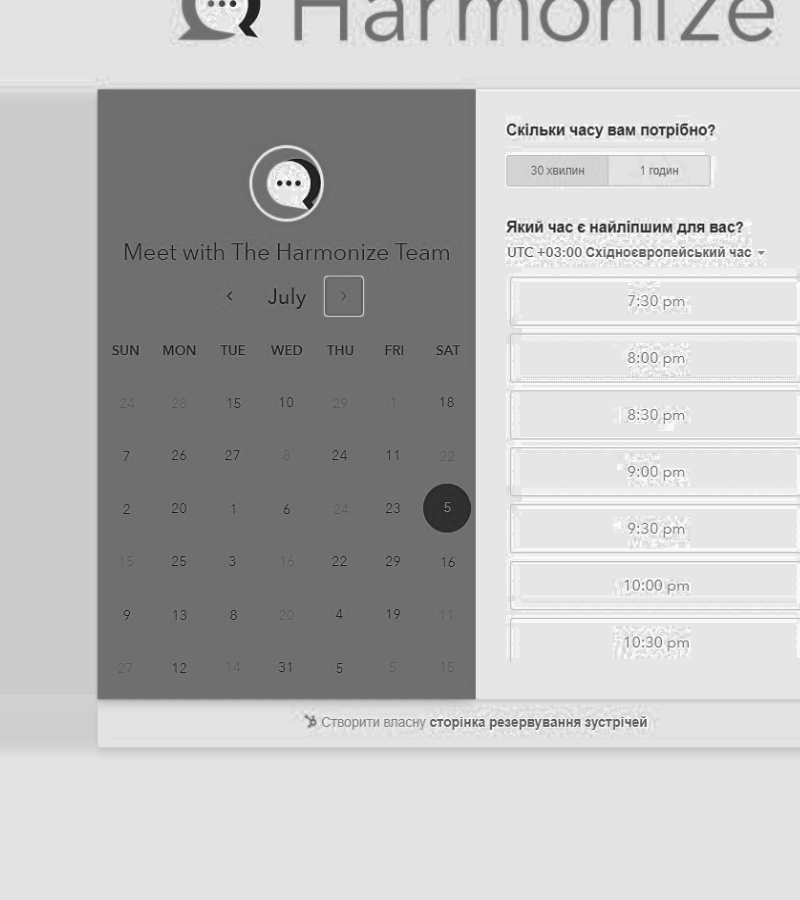 Harmonize
Meet with The Harmonize Team
July
SUN MON TUE WED THU FRI SAT
24 28 15 10 29 1 18
7 26 27 8 24 11 22
2 20 1 6 24 23 5
15 25 3 16 22 29 16
9 13 8 20 4 19 11
27 12 14 31 5 5 15
Скільки часу вам потрібно?
30 хвилин 1 годин
Який час є найліпшим для вас?
UTC +03:00 Східноєвропейський час
7:30 pm
8:00 pm
8:30 pm
9:00 pm
9:30 pm
10:00 pm
10:30 pm
Створити власну сторінка резервування зустрічей